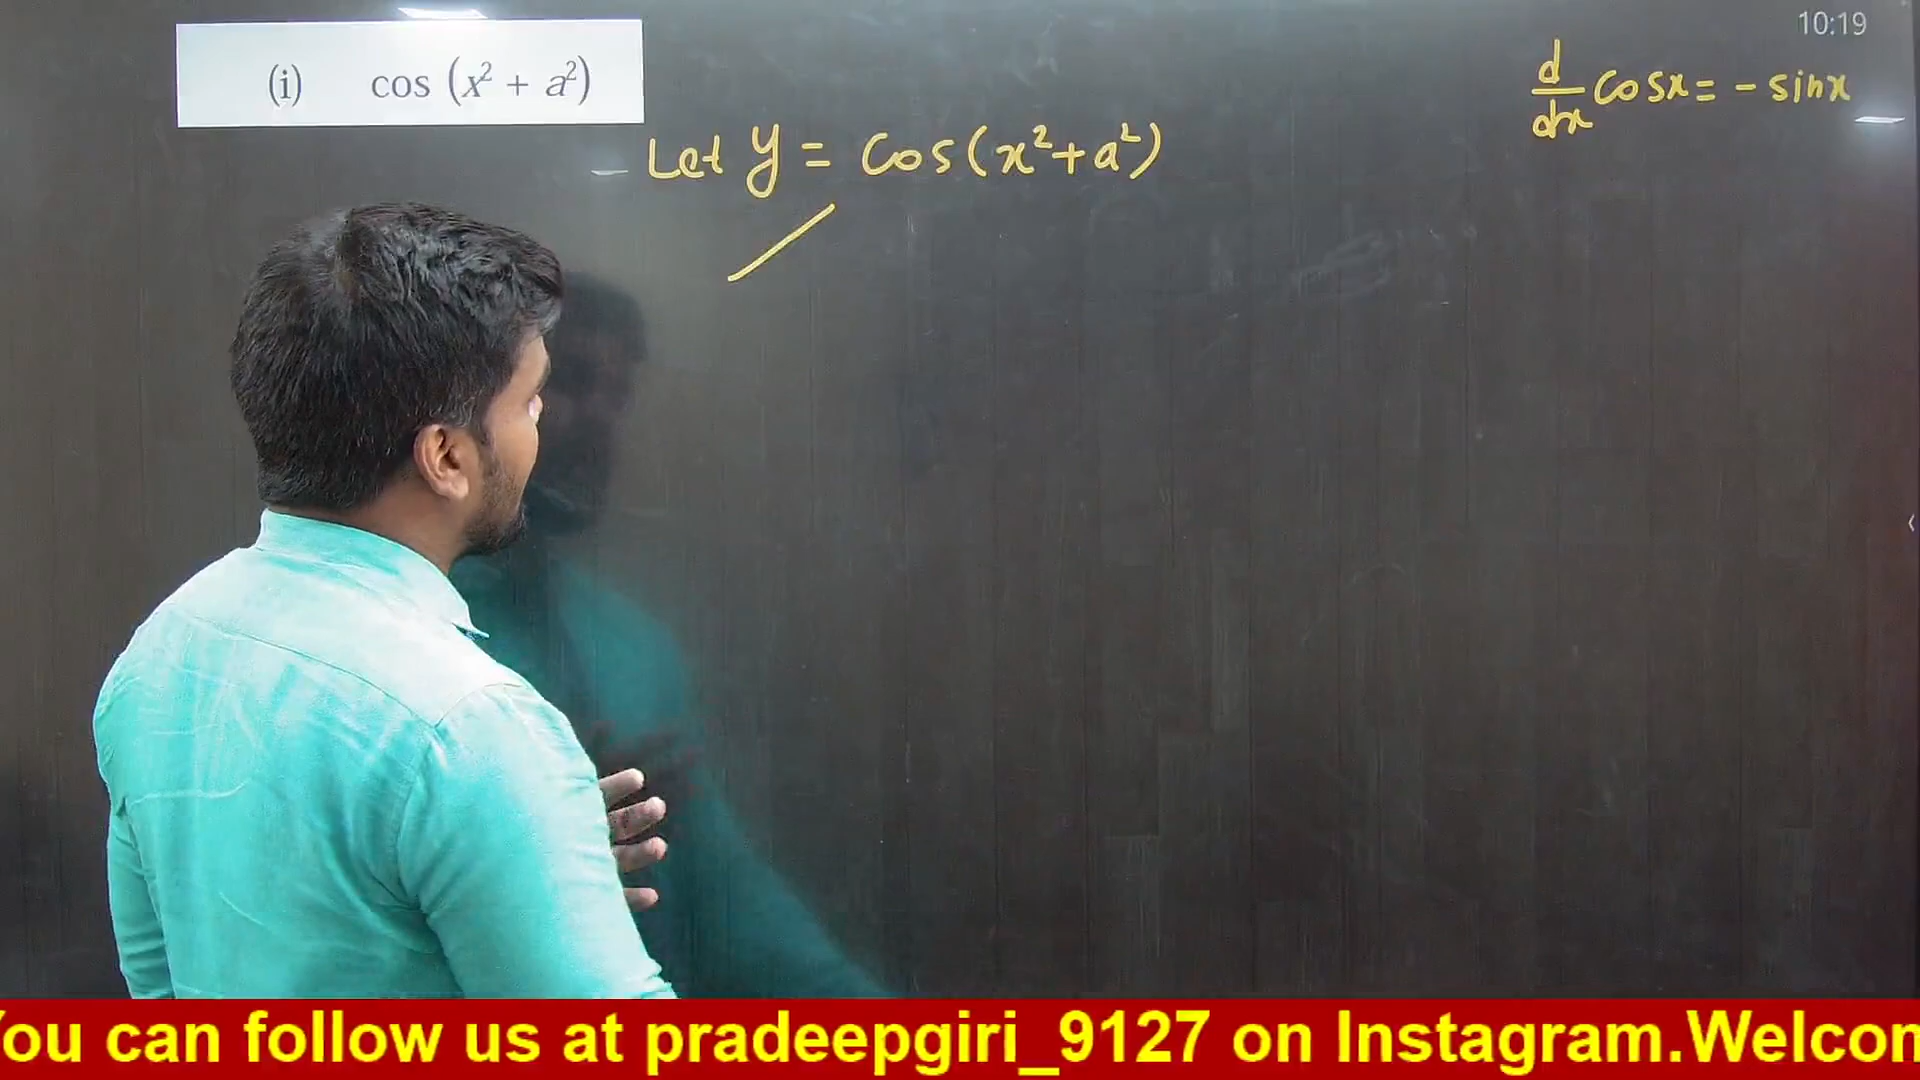 10:19
(i) cos (x² + a²)
d/dx cosx = - sinx
Let y = cos(x²+a²)
You can follow us at pradeepgiri_9127 on Instagram.Welcom